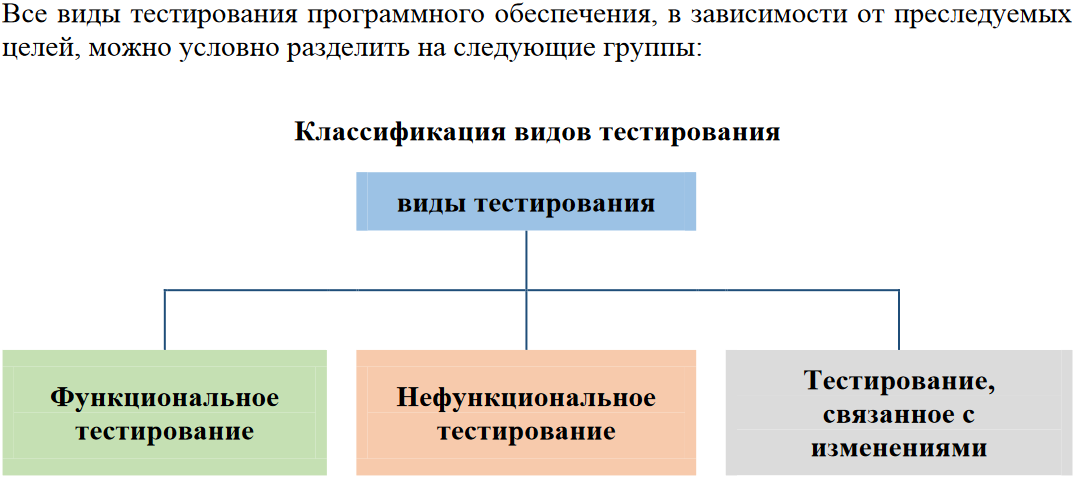 Все виды тестирования программного обеспечения, в зависимости от преследуемых
целей, можно условно разделить на следующие группы:
Классификация видов тестирования
виды тестирования
Функциональное
тестирование
Нефункциональное
тестирование
Тестирование,
связанное с
изменениями